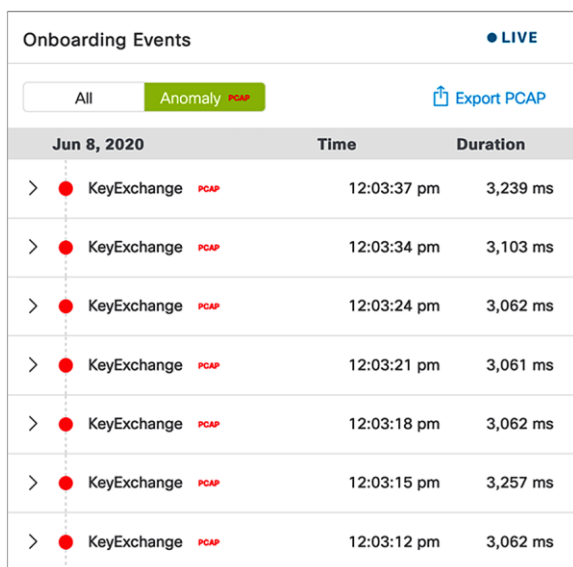 Onboarding Events LIVE
All Anomaly PCAP Export PCAP
Jun 8, 2020 Time Duration
KeyExchange PCAP 12:03:37 pm 3,239 ms
KeyExchange PCAP 12:03:34 pm 3,103 ms
KeyExchange PCAP 12:03:24 pm 3,062 ms
KeyExchange PCAP 12:03:21 pm 3,061 ms
KeyExchange PCAP 12:03:18 pm 3,062 ms
KeyExchange PCAP 12:03:15 pm 3,257 ms
KeyExchange PCAP 12:03:12 pm 3,062 ms